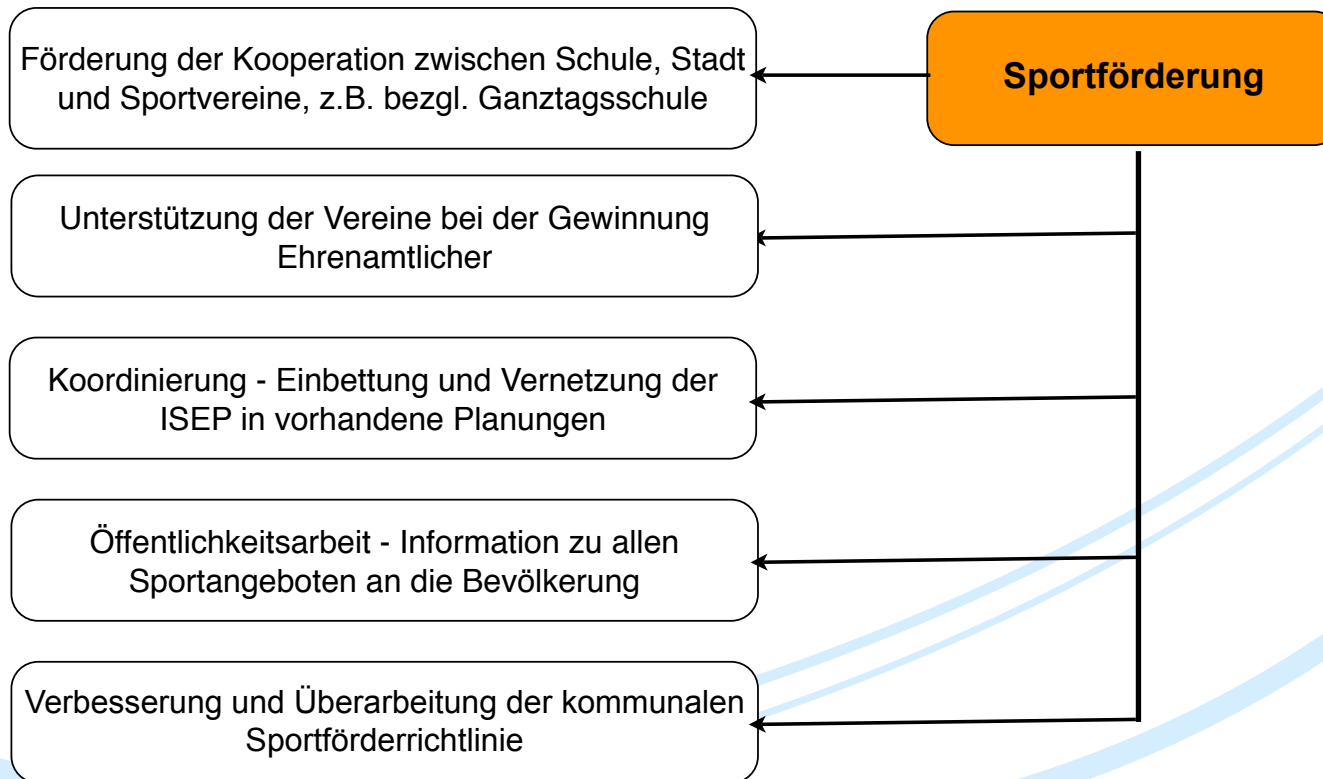 Förderung der Kooperation zwischen Schule, Stadt
und Sportvereine, z.B. bezgl. Ganztagsschule
Sportförderung
Unterstützung der Vereine bei der Gewinnung
Ehrenamtlicher
Koordinierung - Einbettung und Vernetzung der
ISEP in vorhandene Planungen
Öffentlichkeitsarbeit - Information zu allen
Sportangeboten an die Bevölkerung
Verbesserung und Überarbeitung der kommunalen
Sportförderrichtlinie